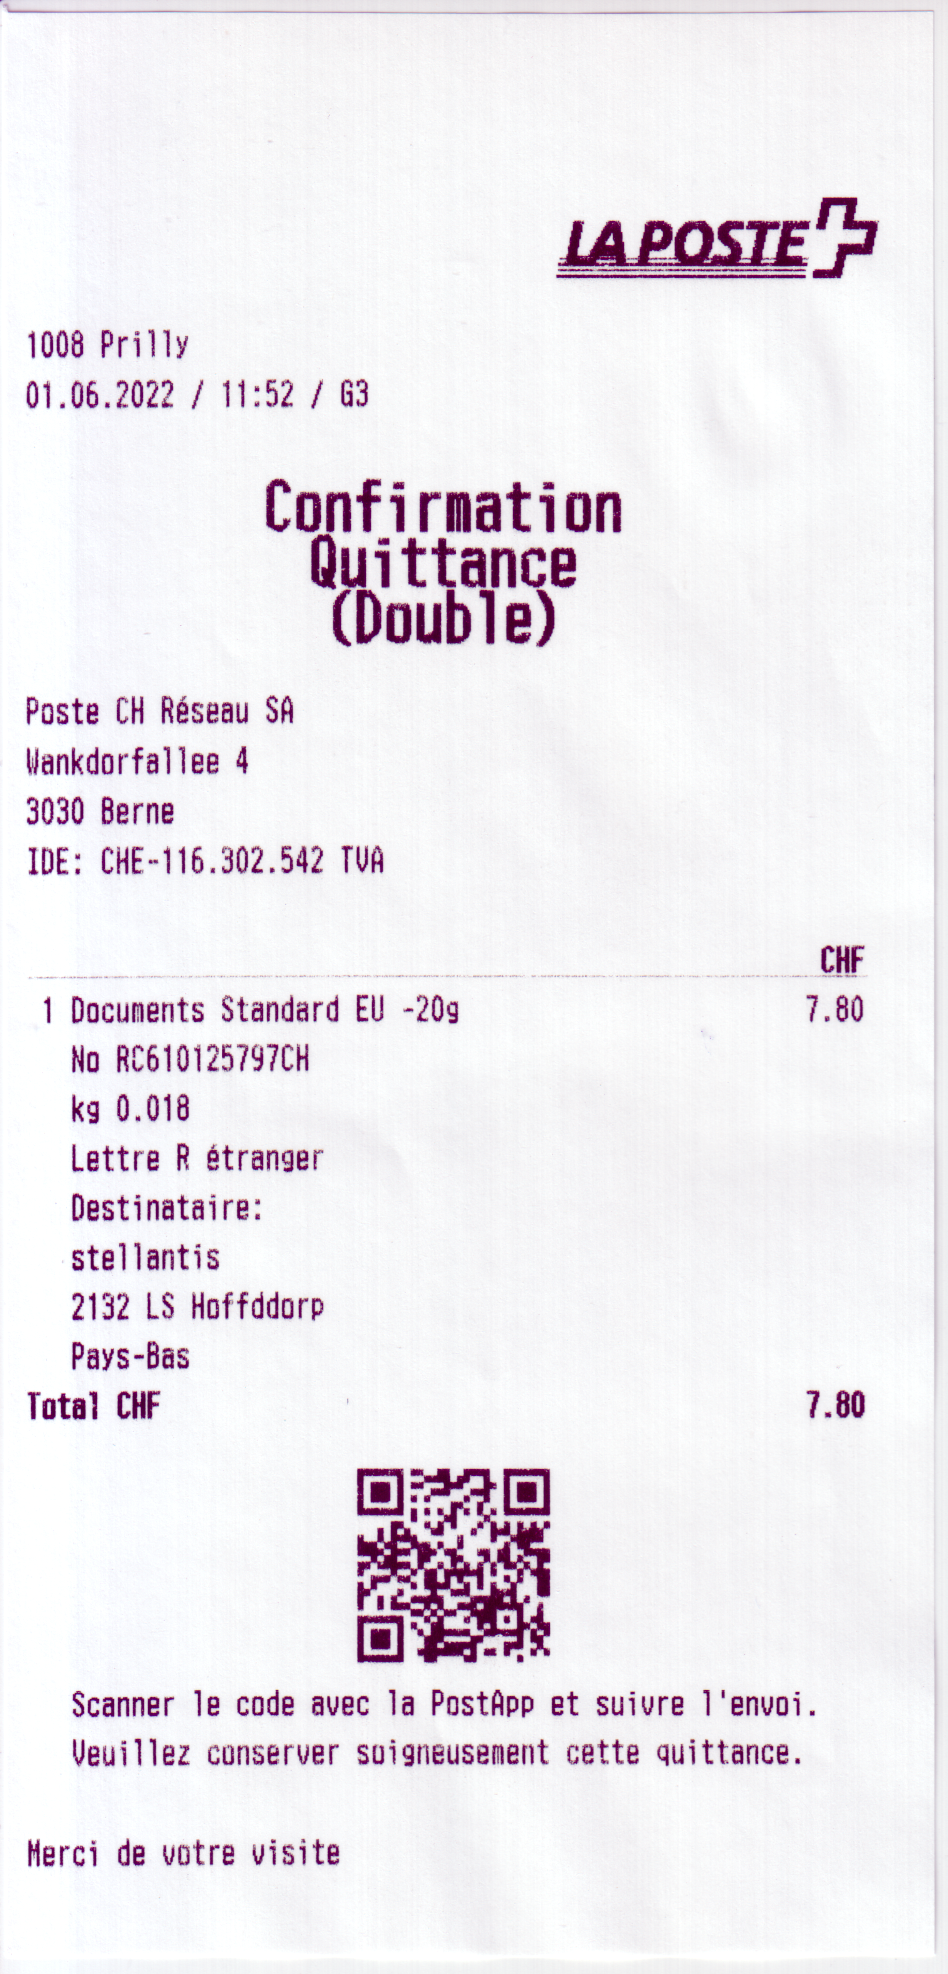 LA POSTE
1008 Prilly
01.06.2022 / 11:52 / G3
Confirmation
Quittance
(Double)
Poste CH Réseau SA
Wankdorfallee 4
3030 Berne
IDE: CHE-116.302.542 TVA
CHF
1 Documents Standard EU -20g 7.80
No RC610125797CH
kg 0.018
Lettre R étranger
Destinataire:
stellantis
2132 LS Hoffddorp
Pays-Bas
Total CHF 7.80
Scanner le code avec la PostApp et suivre l'envoi.
Veuillez conserver soigneusement cette quittance.
Merci de votre visite